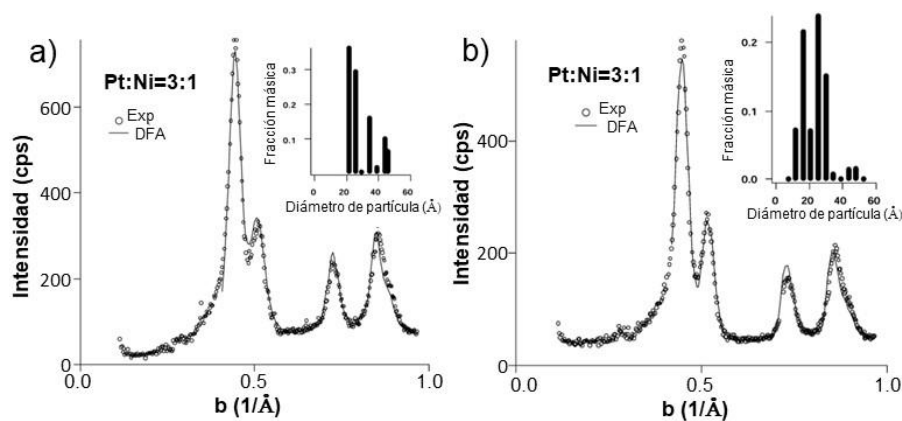 a)
Pt:Ni=3:1
Exp
DFA
Intensidad (cps)
600
400
200
0
0.0
0.5
1.0
b (1/Å)
Fracción másica
0.3
0.1
0
20
40
60
Diámetro de partícula (Å)
b)
Pt:Ni=3:1
Exp
DFA
Intensidad (cps)
400
200
0
0.0
0.5
1.0
b (1/Å)
Fracción másica
0.2
0.1
0.0
0
20
40
60
Diámetro de partícula (Å)